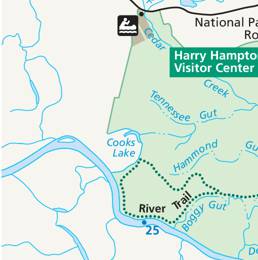 National Pa
Ro
Cedar
Harry Hampto
Visitor Center
Creek
Tennessee Gut
Cooks
Lake
Hammond Gu
River Trail
Boggy Gut
25